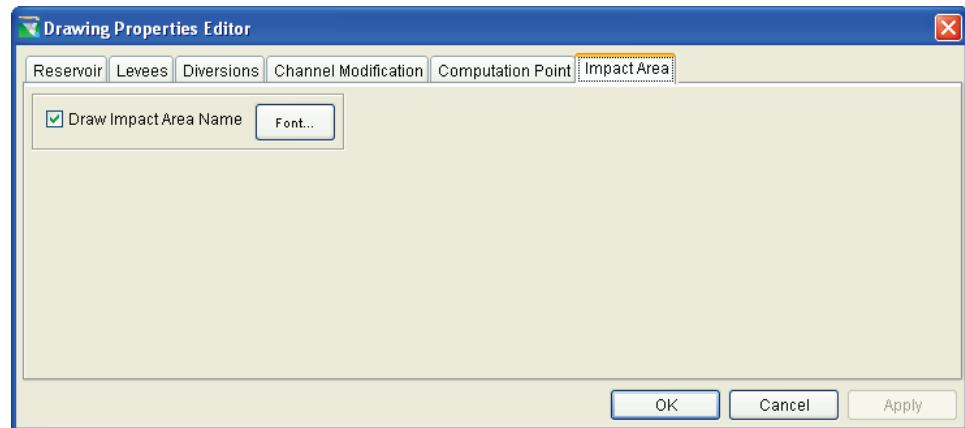 Drawing Properties Editor
Reservoir Levees Diversions Channel Modification Computation Point Impact Area
Draw Impact Area Name Font...
OK Cancel Apply